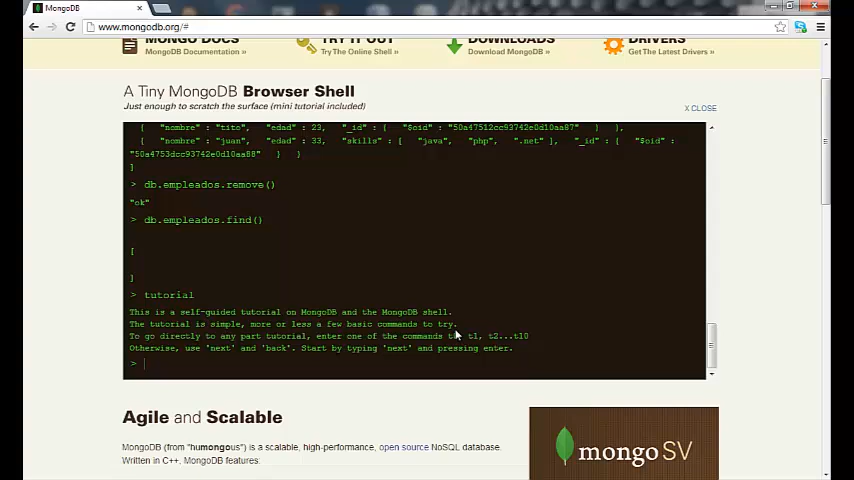 MongoDB
www.mongodb.org/#
MONGO DOCS
MongoDB Documentation »
TRY IT OUT
Try The Online Shell »
DOWNLOADS
Download MongoDB »
DRIVERS
Get The Latest Drivers »
A Tiny MongoDB Browser Shell
Just enough to scratch the surface (mini tutorial included)
X CLOSE
{ "nombre" : "tito", "edad" : 23, "_id" : { "$oid" : "50a47512cc93742e0d10aa87" } },
{ "nombre" : "juan", "edad" : 33, "skills" : [ "java", "php", ".net" ], "_id" : { "$oid" :
"50a4753dcc93742e0d10aa88" } }
]
> db.empleados.remove()
"ok"
> db.empleados.find()
[
]
> tutorial
This is a self-guided tutorial on MongoDB and the MongoDB shell.
The tutorial is simple, more or less a few basic commands to try.
To go directly to any part tutorial, enter one of the commands t0, t1, t2...t10
Otherwise, use 'next' and 'back'. Start by typing 'next' and pressing enter.
>
Agile and Scalable
MongoDB (from "humongous") is a scalable, high-performance, open source NoSQL database.
Written in C++, MongoDB features:
mongoSV